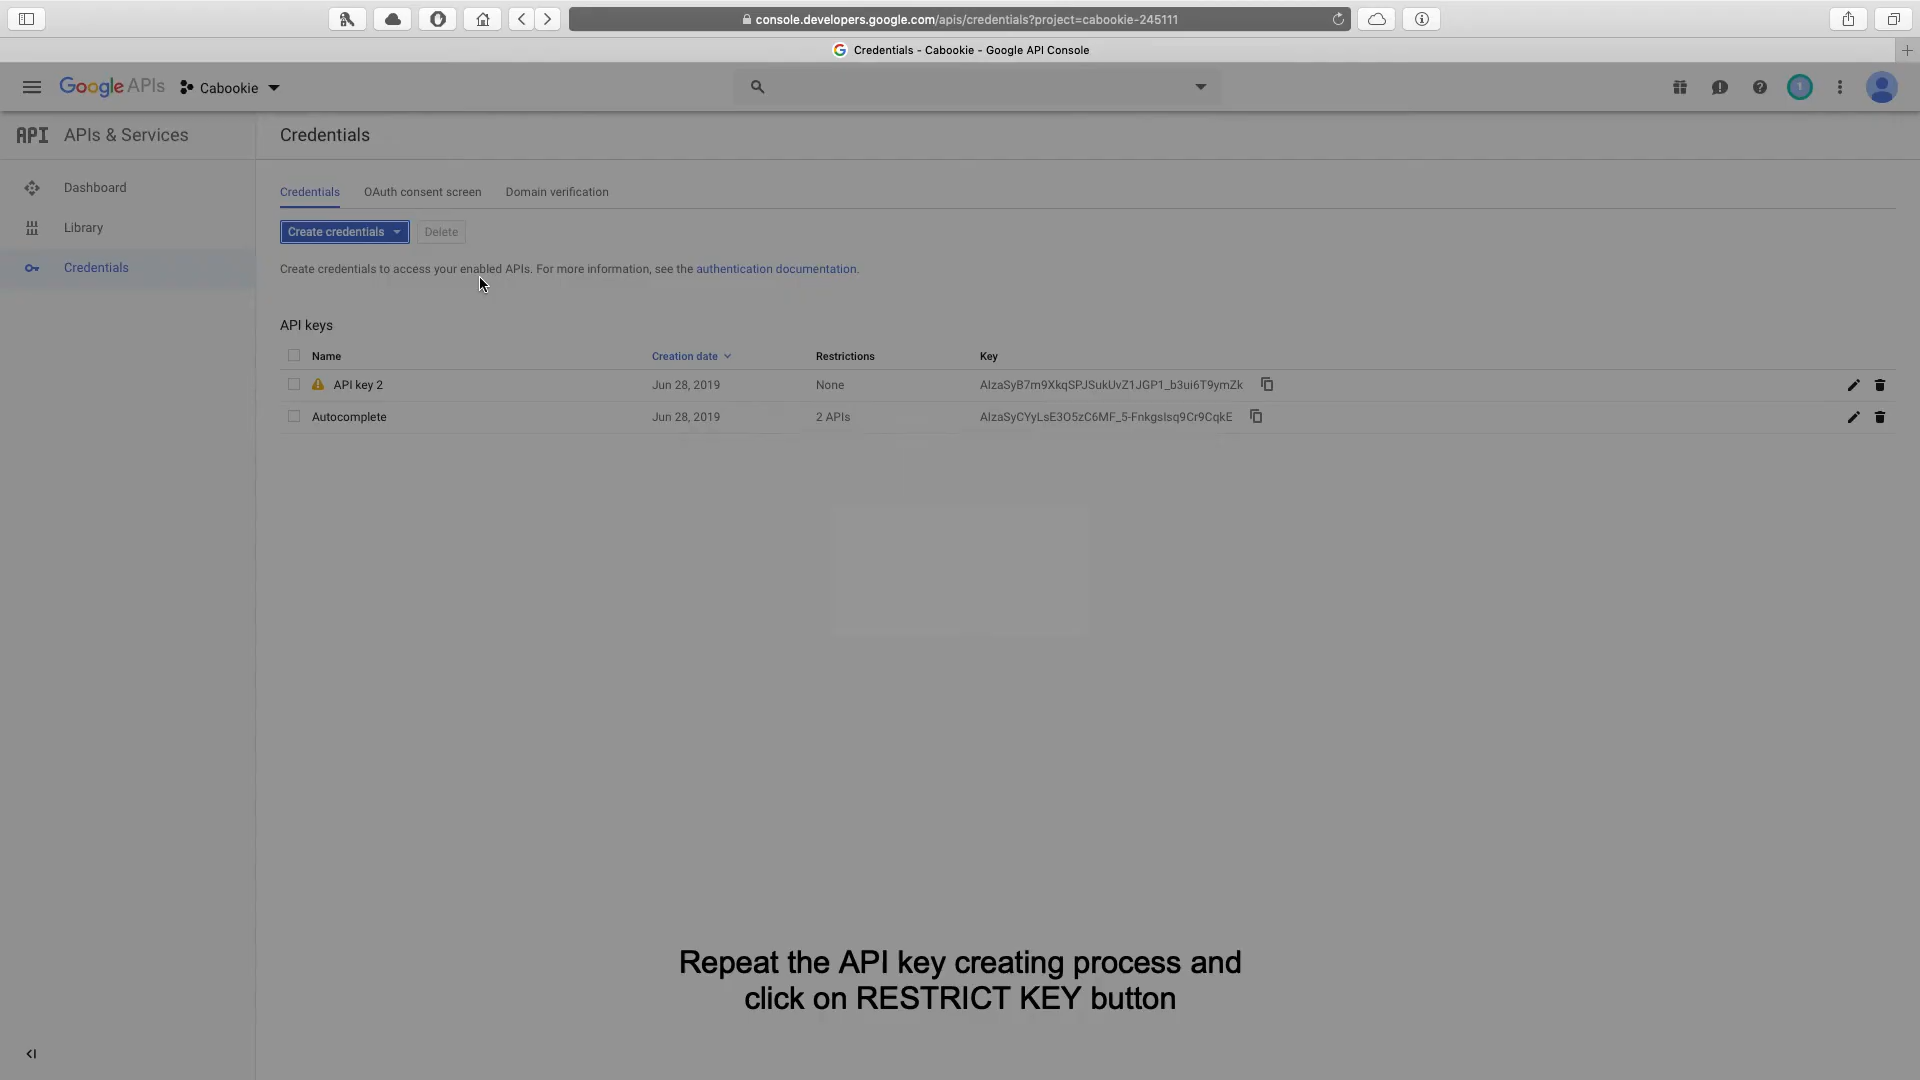 console.developers.google.com/apis/credentials?project=cabookie-245111
Credentials - Cabookie - Google API Console
Google APIs
Cabookie
1
API APIs & Services
Credentials
Dashboard
Library
Credentials
Credentials OAuth consent screen Domain verification
Create credentials Delete
Create credentials to access your enabled APIs. For more information, see the authentication documentation.
API keys
Name Creation date Restrictions Key
API key 2 Jun 28, 2019 None AIzaSyB7m9XkqSPJSukUvZ1JGP1_b3ui6T9ymZk
Autocomplete Jun 28, 2019 2 APIs AIzaSyCYyLsE3O5zC6MF_5-FnkgsIsq9Cr9CqkE
Repeat the API key creating process and
click on RESTRICT KEY button